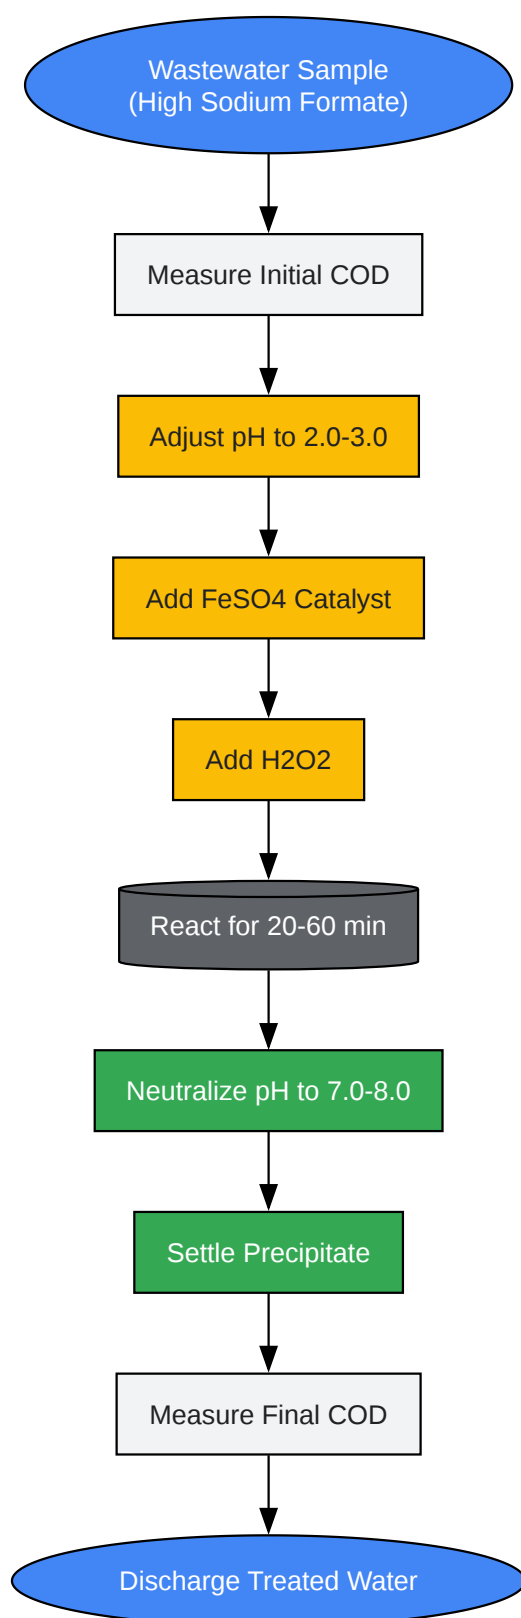 Wastewater Sample
(High Sodium Formate)
Measure Initial COD
Adjust pH to 2.0-3.0
Add FeSO4 Catalyst
Add H2O2
React for 20-60 min
Neutralize pH to 7.0-8.0
Settle Precipitate
Measure Final COD
Discharge Treated Water